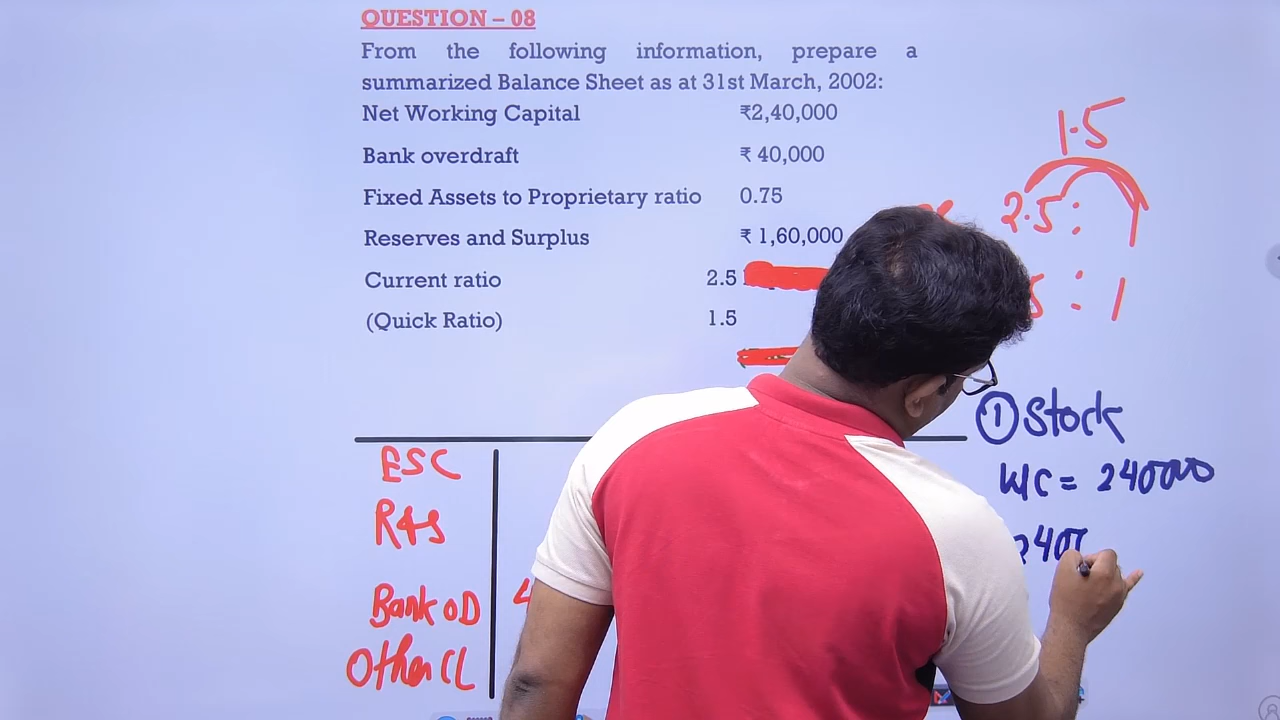 QUESTION – 08
From the following information, prepare a
summarized Balance Sheet as at 31st March, 2002:
Net Working Capital ₹2,40,000
Bank overdraft ₹ 40,000
Fixed Assets to Proprietary ratio 0.75
Reserves and Surplus ₹ 1,60,000
Current ratio 2.5
(Quick Ratio) 1.5
1.5
2.5 :
5 : 1
① Stock
WC = 240000
240
ESC
R&S
Bank OD 4
Other CL